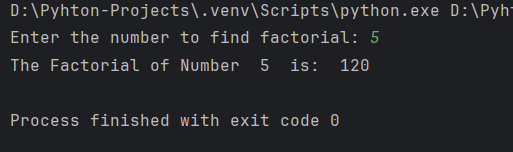 D:\Pyhton-Projects\.venv\Scripts\python.exe D:\Pyh
Enter the number to find factorial: 5
The Factorial of Number  5  is:  120
Process finished with exit code 0